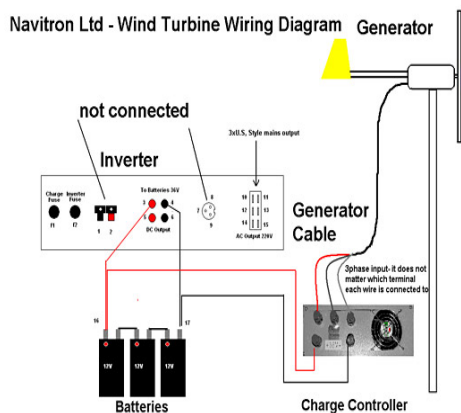 Navitron Ltd - Wind Turbine Wiring Diagram
Generator
not connected
3xU.S, Style mains output
Inverter
Charge
Fuse
Inverter
Fuse
To Batteries 36V
3
4
8
10
11
7
12
13
5
6
14
15
f1
f2
1
2
DC Output
9
AC Output 220V
Generator
Cable
3phase input- it does not
matter which terminal
each wire is connected to
16
17
12V
12V
12V
Batteries
Charge Controller